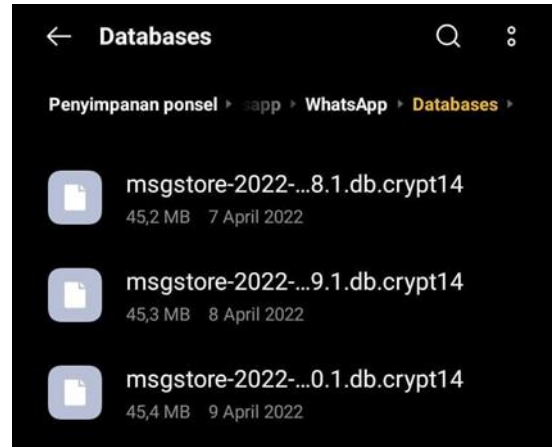 Databases
Penyimpanan ponsel sapp WhatsApp Databases
msgstore-2022-...8.1.db.crypt14
45,2 MB 7 April 2022
msgstore-2022-...9.1.db.crypt14
45,3 MB 8 April 2022
msgstore-2022-...0.1.db.crypt14
45,4 MB 9 April 2022